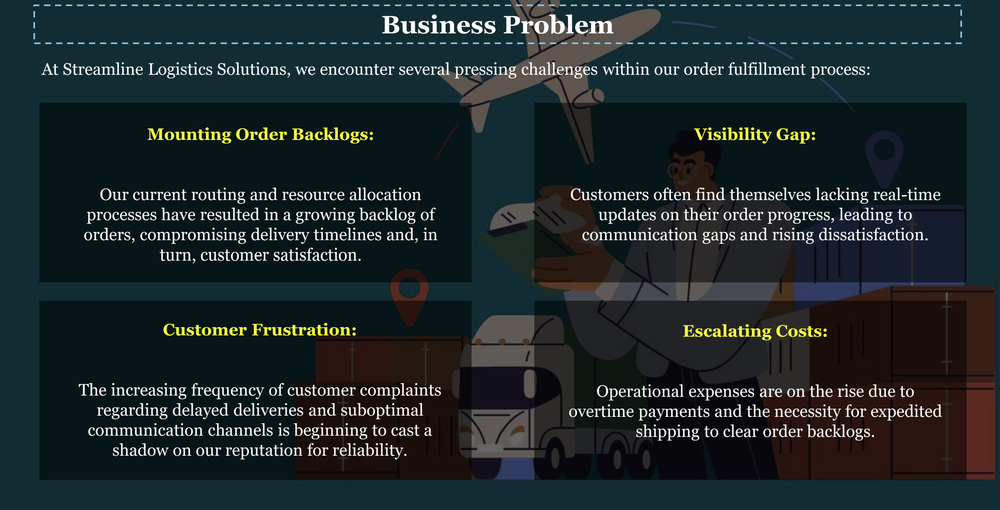 Business Problem
At Streamline Logistics Solutions, we encounter several pressing challenges within our order fulfillment process:
Mounting Order Backlogs:
Our current routing and resource allocation
processes have resulted in a growing backlog of
orders, compromising delivery timelines and, in
turn, customer satisfaction.
Visibility Gap:
Customers often find themselves lacking real-time
updates on their order progress, leading to
communication gaps and rising dissatisfaction.
Customer Frustration:
The increasing frequency of customer complaints
regarding delayed deliveries and suboptimal
communication channels is beginning to cast a
shadow on our reputation for reliability.
Escalating Costs:
Operational expenses are on the rise due to
overtime payments and the necessity for expedited
shipping to clear order backlogs.